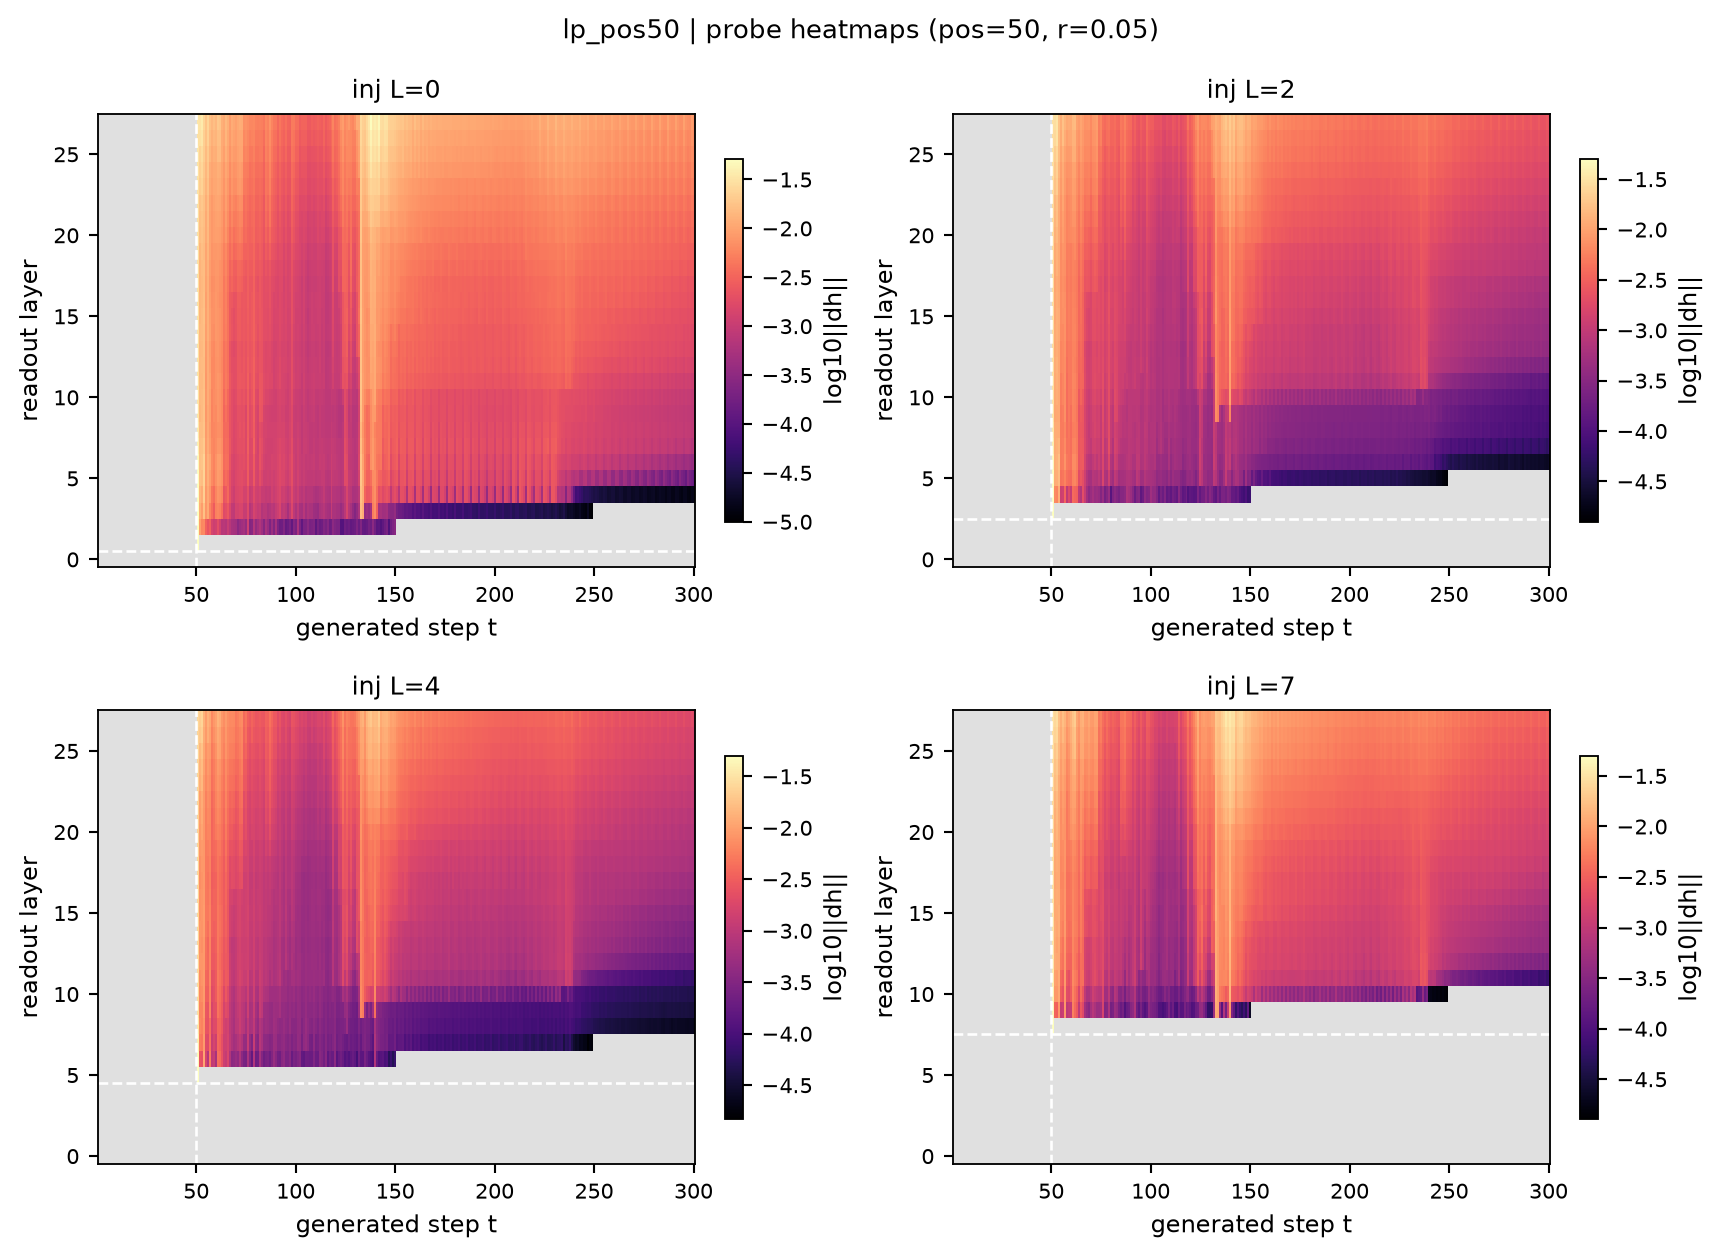 lp_pos50 | probe heatmaps (pos=50, r=0.05)
inj L=0
25
20
15
10
5
0
readout layer
50 100 150 200 250 300
generated step t
−1.5
−2.0
−2.5
−3.0
−3.5
−4.0
−4.5
−5.0
log10||dh||
inj L=2
25
20
15
10
5
0
readout layer
50 100 150 200 250 300
generated step t
−1.5
−2.0
−2.5
−3.0
−3.5
−4.0
−4.5
log10||dh||
inj L=4
25
20
15
10
5
0
readout layer
50 100 150 200 250 300
generated step t
−1.5
−2.0
−2.5
−3.0
−3.5
−4.0
−4.5
log10||dh||
inj L=7
25
20
15
10
5
0
readout layer
50 100 150 200 250 300
generated step t
−1.5
−2.0
−2.5
−3.0
−3.5
−4.0
−4.5
log10||dh||